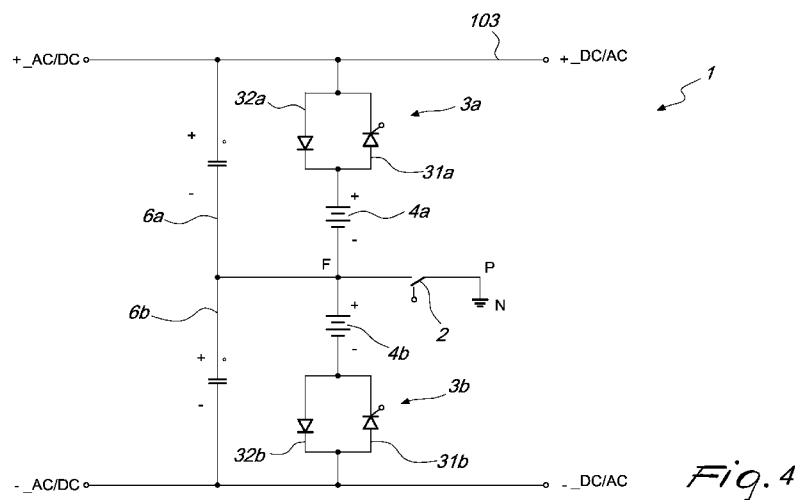 103
+_AC/DC
+_DC/AC
1
32a
3a
+
31a
-
+
6a
4a
-
F
P
N
6b
+
2
4b
+
-
-
3b
32b
31b
-_AC/DC
-_DC/AC
Fig. 4